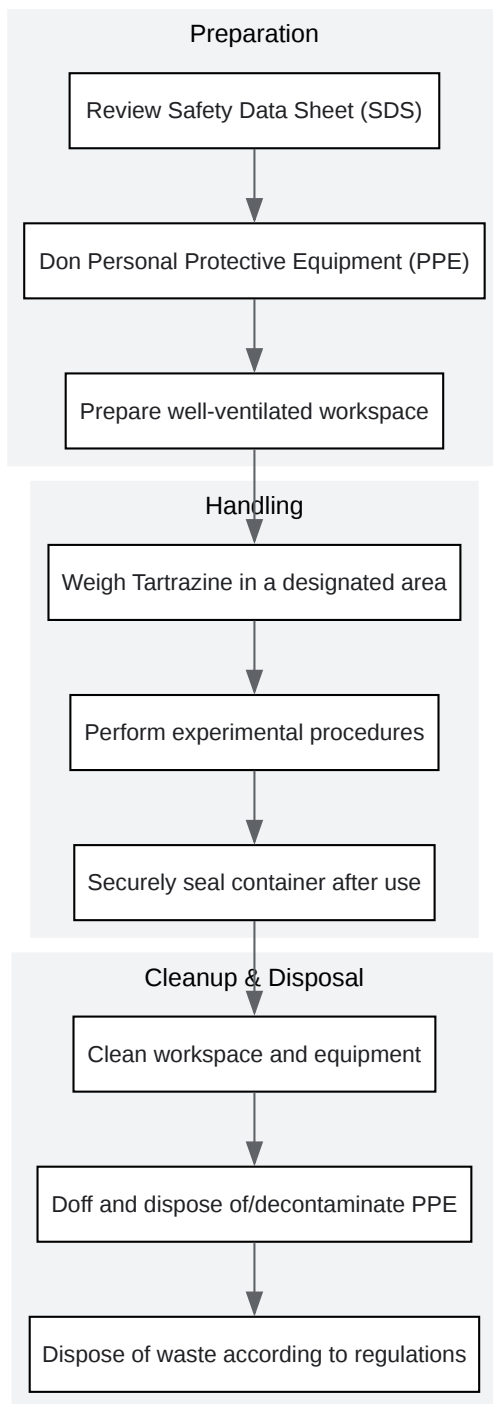 Preparation
Review Safety Data Sheet (SDS)
Don Personal Protective Equipment (PPE)
Prepare well-ventilated workspace
Handling
Weigh Tartrazine in a designated area
Perform experimental procedures
Securely seal container after use
Cleanup & Disposal
Clean workspace and equipment
Doff and dispose of/decontaminate PPE
Dispose of waste according to regulations